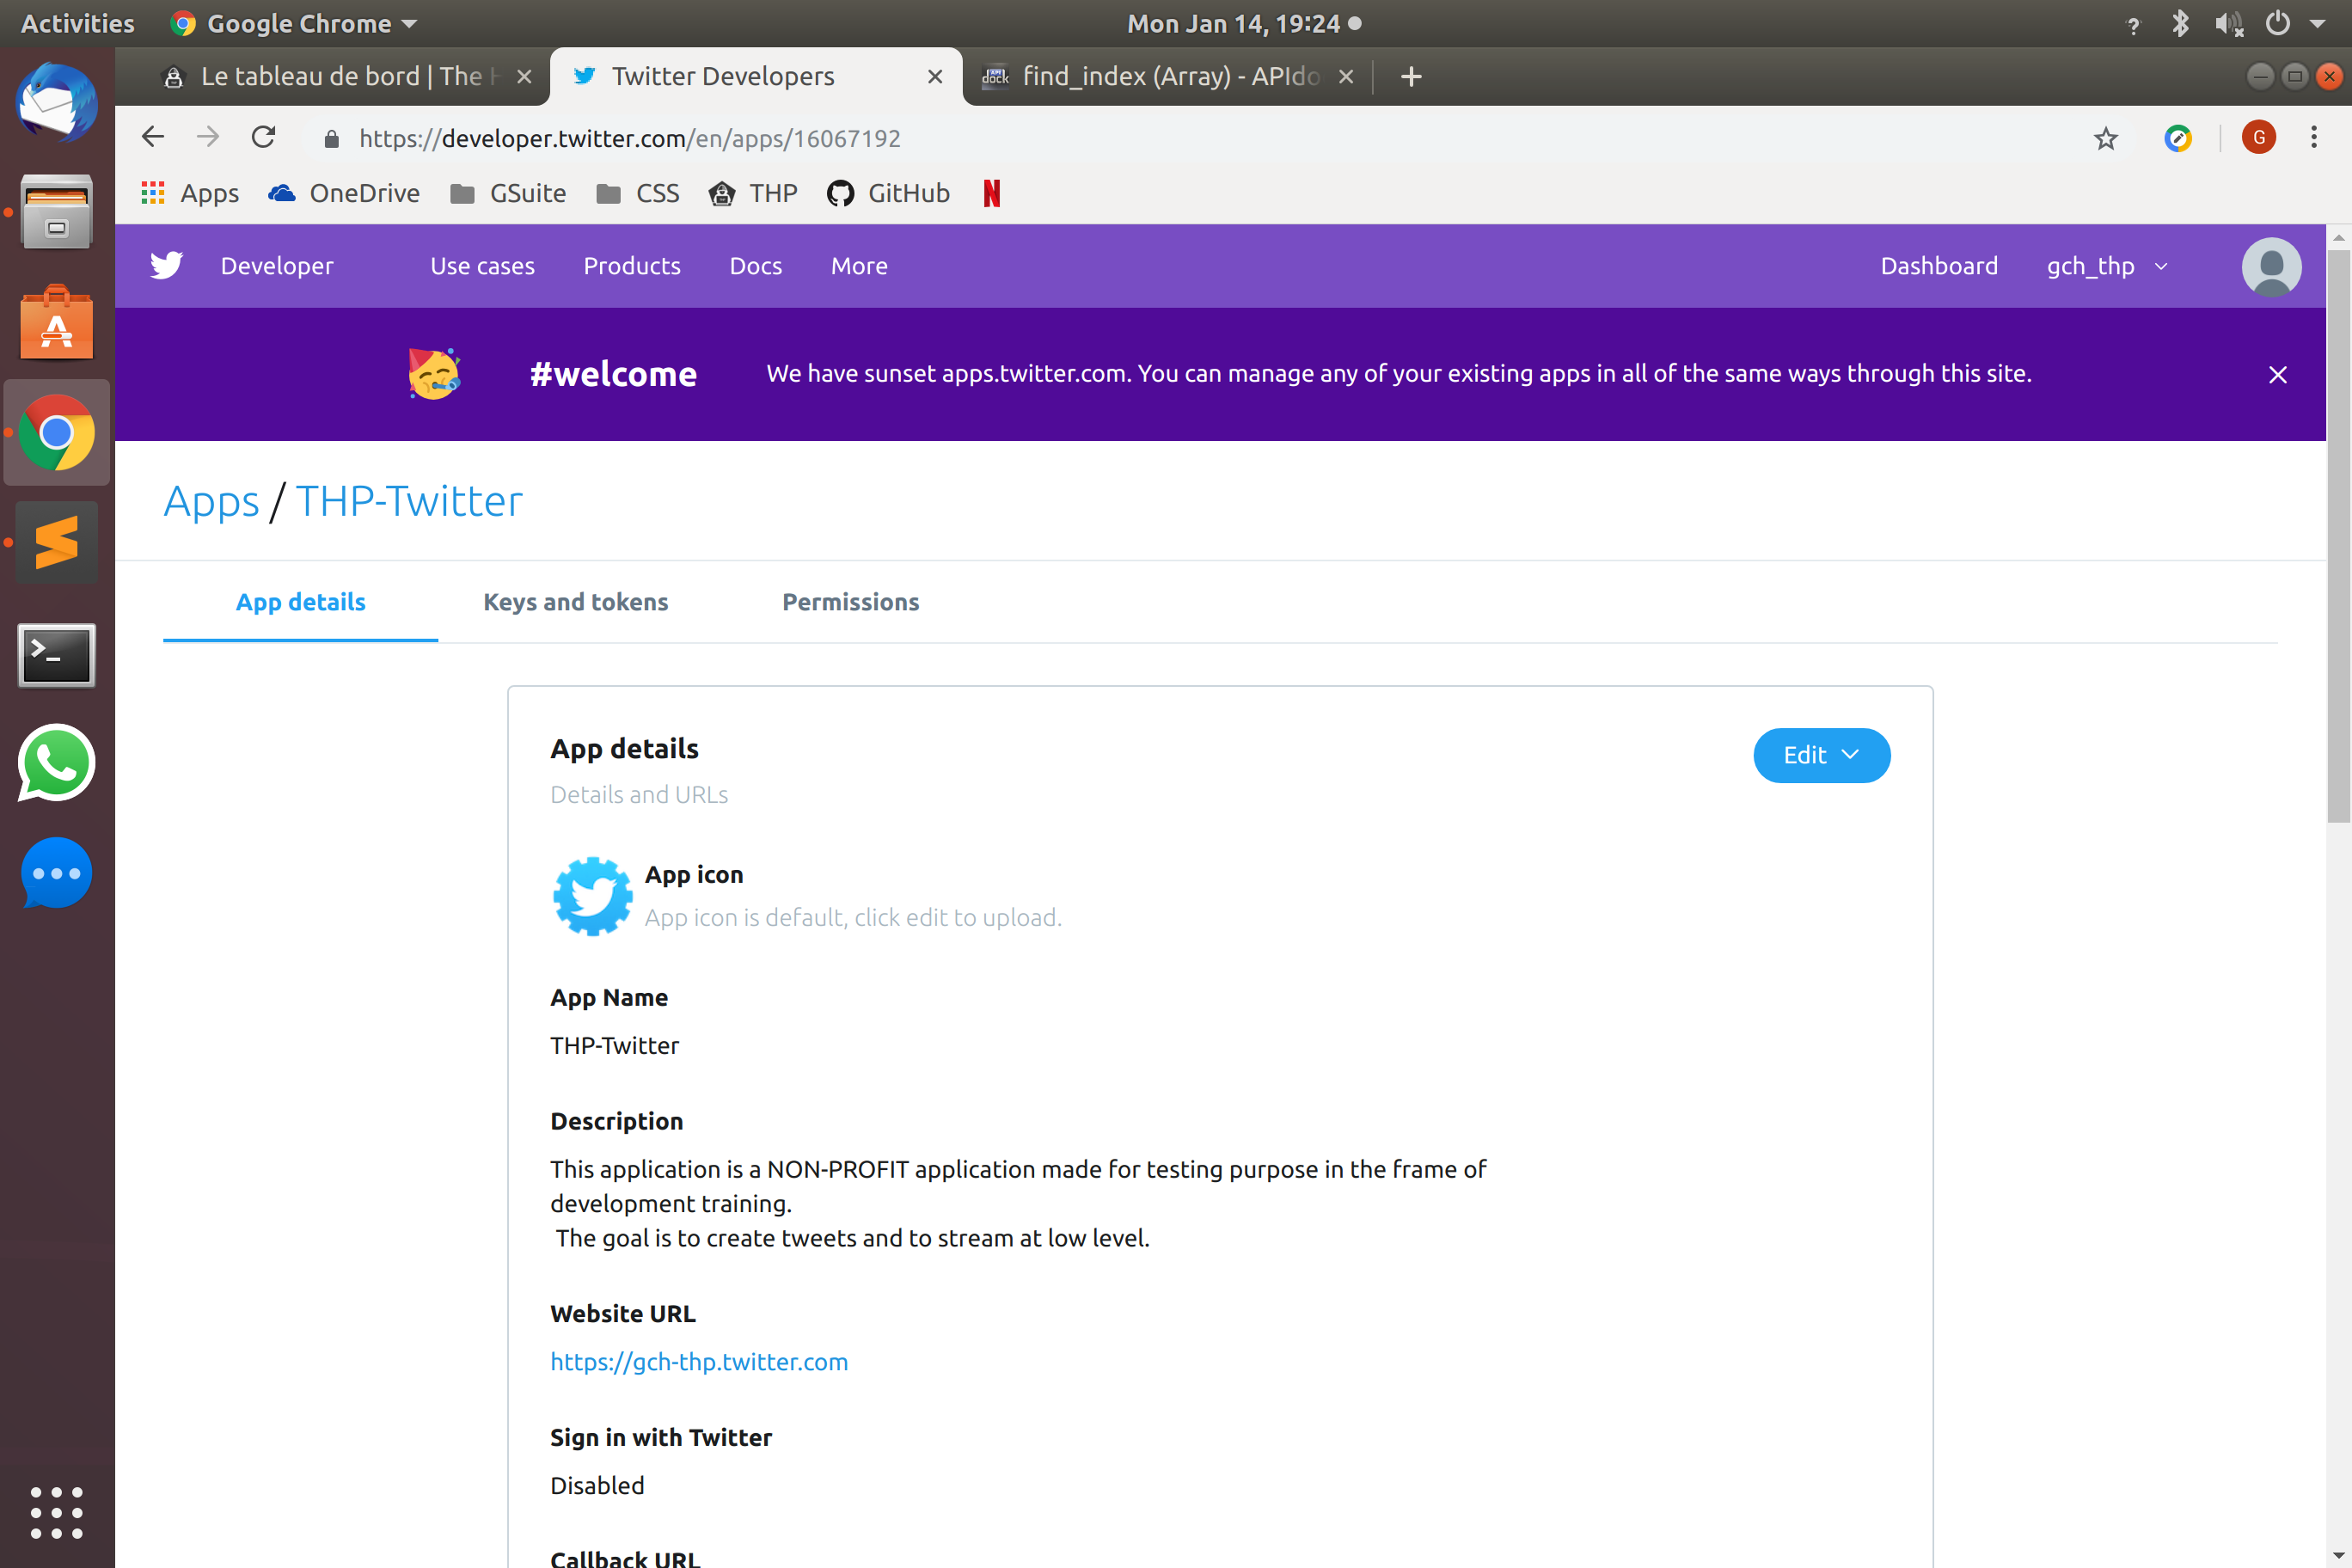 Activities
Google Chrome
Mon Jan 14, 19:24
?
Le tableau de bord | The H
Twitter Developers
find_index (Array) - APIdo
https://developer.twitter.com/en/apps/16067192
G
Apps
OneDrive
GSuite
CSS
THP
GitHub
N
Developer
Use cases
Products
Docs
More
Dashboard
gch_thp
#welcome
We have sunset apps.twitter.com. You can manage any of your existing apps in all of the same ways through this site.
Apps / THP-Twitter
App details
Keys and tokens
Permissions
App details
Edit
Details and URLs
App icon
App icon is default, click edit to upload.
App Name
THP-Twitter
Description
This application is a NON-PROFIT application made for testing purpose in the frame of
development training.
The goal is to create tweets and to stream at low level.
Website URL
https://gch-thp.twitter.com
Sign in with Twitter
Disabled
Callback URL